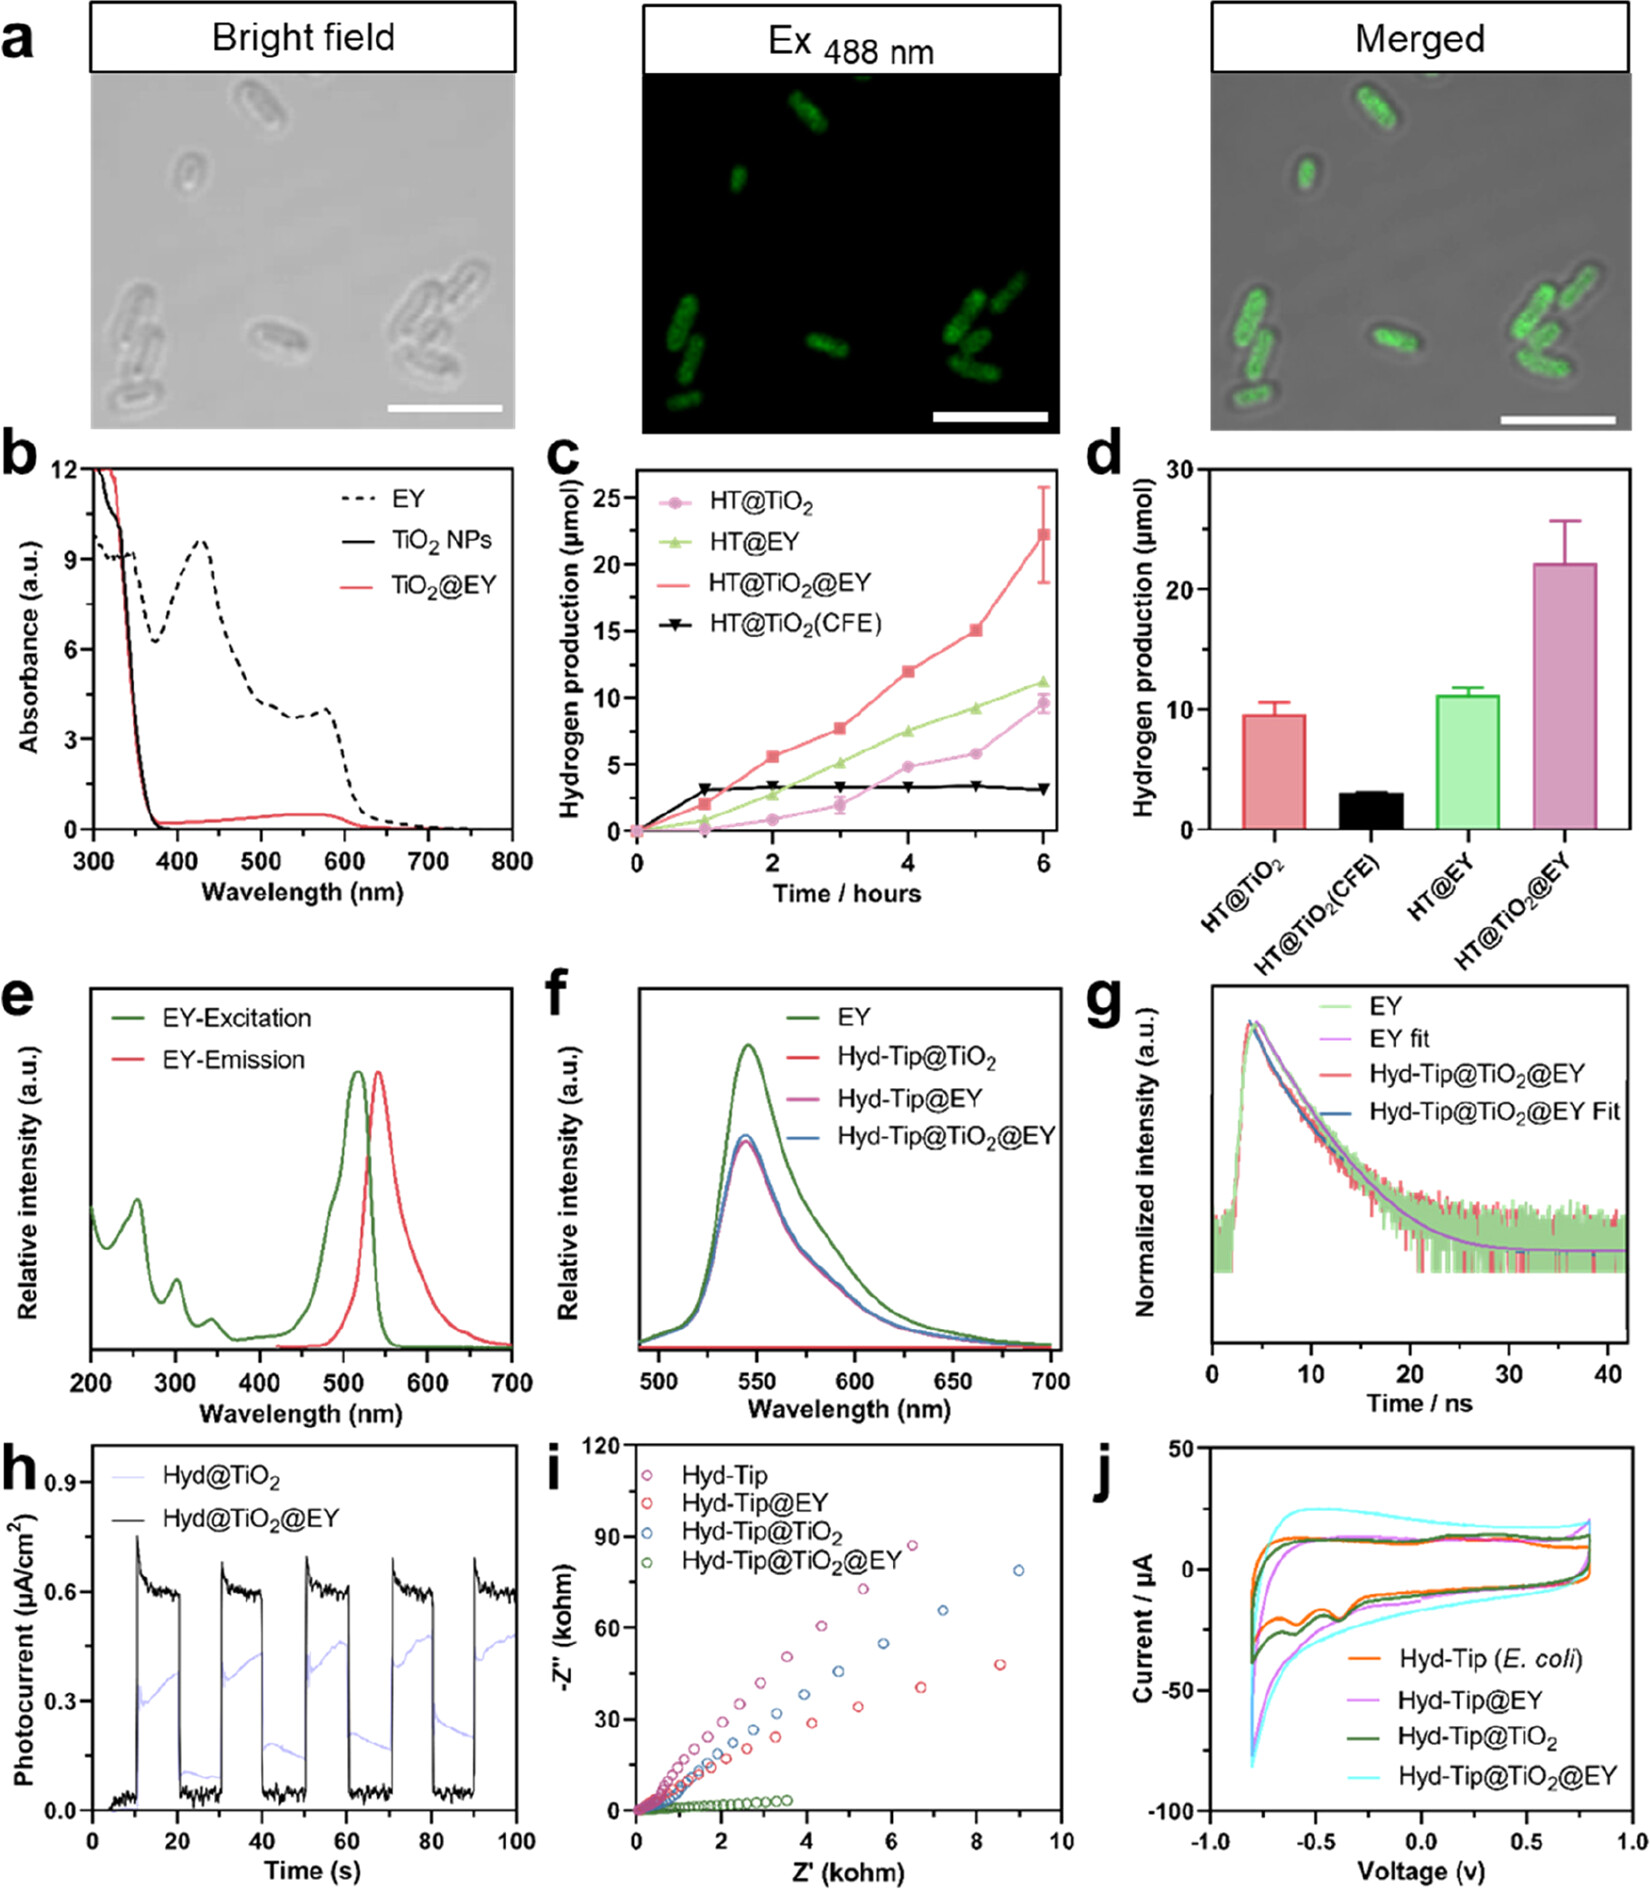 a
Bright field
Ex 488 nm
Merged
b
Absorbance (a.u.)
12
9
6
3
0
EY
TiO2 NPs
TiO2@EY
300 400 500 600 700 800
Wavelength (nm)
c
Hydrogen production (μmol)
25
20
15
10
5
0
HT@TiO2
HT@EY
HT@TiO2@EY
HT@TiO2(CFE)
0 2 4 6
Time / hours
d
Hydrogen production (μmol)
30
20
10
0
HT@TiO2
HT@TiO2(CFE)
HT@EY
HT@TiO2@EY
e
Relative intensity (a.u.)
EY-Excitation
EY-Emission
200 300 400 500 600 700
Wavelength (nm)
f
Relative intensity (a.u.)
EY
Hyd-Tip@TiO2
Hyd-Tip@EY
Hyd-Tip@TiO2@EY
500 550 600 650 700
Wavelength (nm)
g
Normalized intensity (a.u.)
EY
EY fit
Hyd-Tip@TiO2@EY
Hyd-Tip@TiO2@EY Fit
0 10 20 30 40
Time / ns
h
Photocurrent (μA/cm2)
0.9
0.6
0.3
0.0
Hyd@TiO2
Hyd@TiO2@EY
0 20 40 60 80 100
Time (s)
i
-Z'' (kohm)
120
90
60
30
0
Hyd-Tip
Hyd-Tip@EY
Hyd-Tip@TiO2
Hyd-Tip@TiO2@EY
0 2 4 6 8 10
Z' (kohm)
j
Current / μA
50
0
-50
-100
Hyd-Tip (E. coli)
Hyd-Tip@EY
Hyd-Tip@TiO2
Hyd-Tip@TiO2@EY
-1.0 -0.5 0.0 0.5 1.0
Voltage (v)